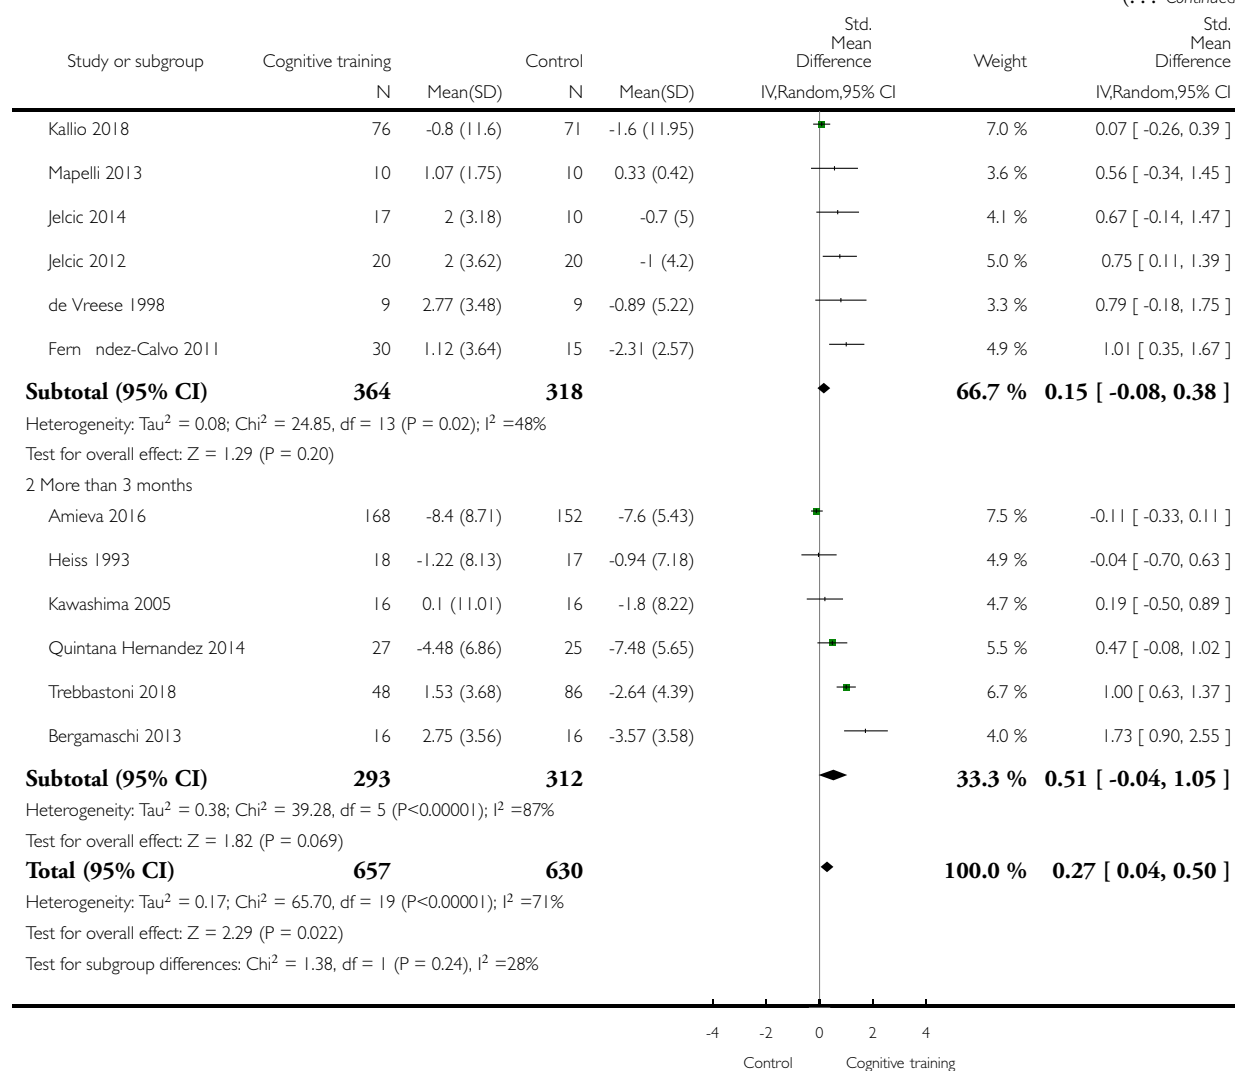 (. . . Continued
Std. Mean Difference Std. Mean Difference
Study or subgroup Cognitive training Control Weight
N Mean(SD) N Mean(SD) IV,Random,95% CI IV,Random,95% CI
Kallio 2018 76 -0.8 (11.6) 71 -1.6 (11.95) 7.0 % 0.07 [ -0.26, 0.39 ]
Mapelli 2013 10 1.07 (1.75) 10 0.33 (0.42) 3.6 % 0.56 [ -0.34, 1.45 ]
Jelcic 2014 17 2 (3.18) 10 -0.7 (5) 4.1 % 0.67 [ -0.14, 1.47 ]
Jelcic 2012 20 2 (3.62) 20 -1 (4.2) 5.0 % 0.75 [ 0.11, 1.39 ]
de Vreese 1998 9 2.77 (3.48) 9 -0.89 (5.22) 3.3 % 0.79 [ -0.18, 1.75 ]
Fern ndez-Calvo 2011 30 1.12 (3.64) 15 -2.31 (2.57) 4.9 % 1.01 [ 0.35, 1.67 ]
Subtotal (95% CI) 364 318 66.7 % 0.15 [ -0.08, 0.38 ]
Heterogeneity: Tau² = 0.08; Chi² = 24.85, df = 13 (P = 0.02); I² =48%
Test for overall effect: Z = 1.29 (P = 0.20)
2 More than 3 months
Amieva 2016 168 -8.4 (8.71) 152 -7.6 (5.43) 7.5 % -0.11 [ -0.33, 0.11 ]
Heiss 1993 18 -1.22 (8.13) 17 -0.94 (7.18) 4.9 % -0.04 [ -0.70, 0.63 ]
Kawashima 2005 16 0.1 (11.01) 16 -1.8 (8.22) 4.7 % 0.19 [ -0.50, 0.89 ]
Quintana Hernandez 2014 27 -4.48 (6.86) 25 -7.48 (5.65) 5.5 % 0.47 [ -0.08, 1.02 ]
Trebbastoni 2018 48 1.53 (3.68) 86 -2.64 (4.39) 6.7 % 1.00 [ 0.63, 1.37 ]
Bergamaschi 2013 16 2.75 (3.56) 16 -3.57 (3.58) 4.0 % 1.73 [ 0.90, 2.55 ]
Subtotal (95% CI) 293 312 33.3 % 0.51 [ -0.04, 1.05 ]
Heterogeneity: Tau² = 0.38; Chi² = 39.28, df = 5 (P<0.00001); I² =87%
Test for overall effect: Z = 1.82 (P = 0.069)
Total (95% CI) 657 630 100.0 % 0.27 [ 0.04, 0.50 ]
Heterogeneity: Tau² = 0.17; Chi² = 65.70, df = 19 (P<0.00001); I² =71%
Test for overall effect: Z = 2.29 (P = 0.022)
Test for subgroup differences: Chi² = 1.38, df = 1 (P = 0.24), I² =28%
-4 -2 0 2 4
Control Cognitive training